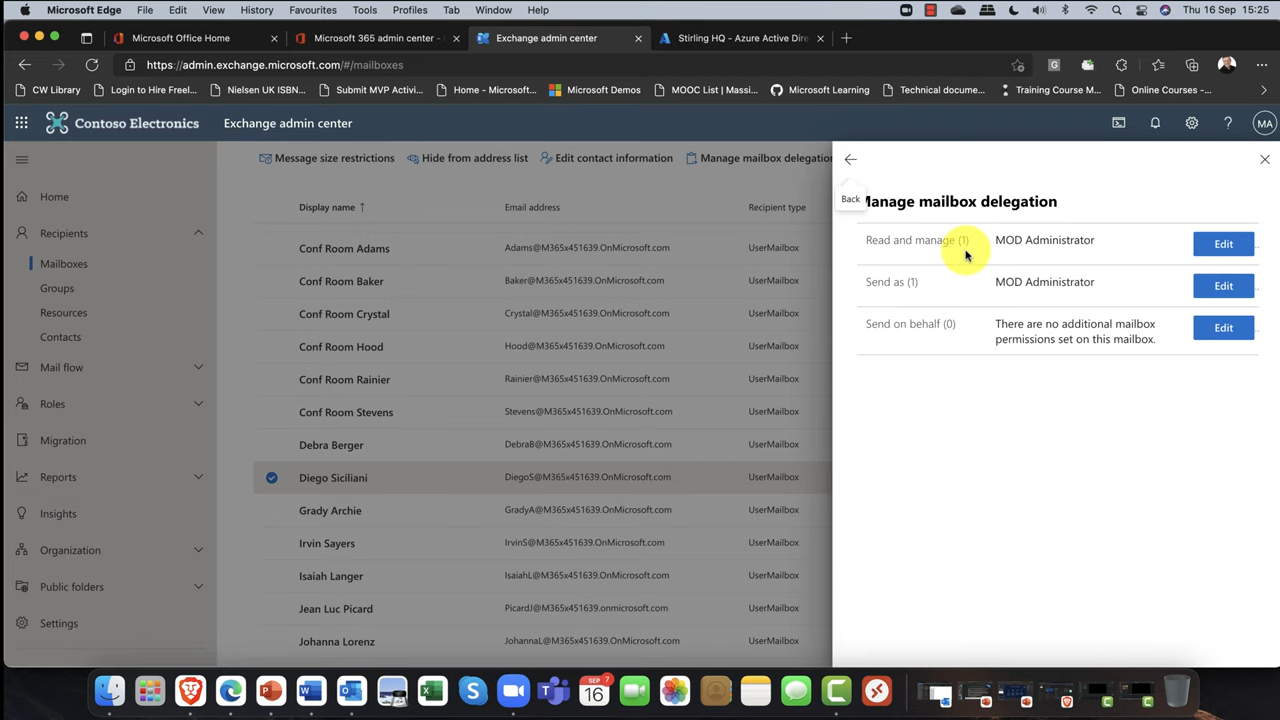 Microsoft Edge File Edit View History Favourites Tools Profiles Tab Window Help Thu 16 Sep 15:25
Microsoft Office Home
Microsoft 365 admin center -
Exchange admin center
Stirling HQ - Azure Active Dire
https://admin.exchange.microsoft.com/#/mailboxes
CW Library
Login to Hire Freel...
Nielsen UK ISBN...
Submit MVP Activi...
Home - Microsoft...
Microsoft Demos
MOOC List | Massi...
Microsoft Learning
Technical docume...
Training Course M...
Online Courses -...
Contoso Electronics
Exchange admin center
MA
Home
Recipients
Mailboxes
Groups
Resources
Contacts
Mail flow
Roles
Migration
Reports
Insights
Organization
Public folders
Settings
Message size restrictions
Hide from address list
Edit contact information
Manage mailbox delegation
Display name ↑ Email address Recipient type
Conf Room Adams Adams@M365x451639.OnMicrosoft.com UserMailbox
Conf Room Baker Baker@M365x451639.OnMicrosoft.com UserMailbox
Conf Room Crystal Crystal@M365x451639.OnMicrosoft.com UserMailbox
Conf Room Hood Hood@M365x451639.OnMicrosoft.com UserMailbox
Conf Room Rainier Rainier@M365x451639.OnMicrosoft.com UserMailbox
Conf Room Stevens Stevens@M365x451639.OnMicrosoft.com UserMailbox
Debra Berger DebraB@M365x451639.OnMicrosoft.com UserMailbox
Diego Siciliani DiegoS@M365x451639.OnMicrosoft.com UserMailbox
Grady Archie GradyA@M365x451639.OnMicrosoft.com UserMailbox
Irvin Sayers IrvinS@M365x451639.OnMicrosoft.com UserMailbox
Isaiah Langer IsaiahL@M365x451639.OnMicrosoft.com UserMailbox
Jean Luc Picard PicardJ@M365x451639.onmicrosoft.com UserMailbox
Johanna Lorenz JohannaL@M365x451639.OnMicrosoft.com UserMailbox
Back
Manage mailbox delegation
Read and manage (1) MOD Administrator Edit
Send as (1) MOD Administrator Edit
Send on behalf (0) There are no additional mailbox Edit
permissions set on this mailbox.
SEP 7
16